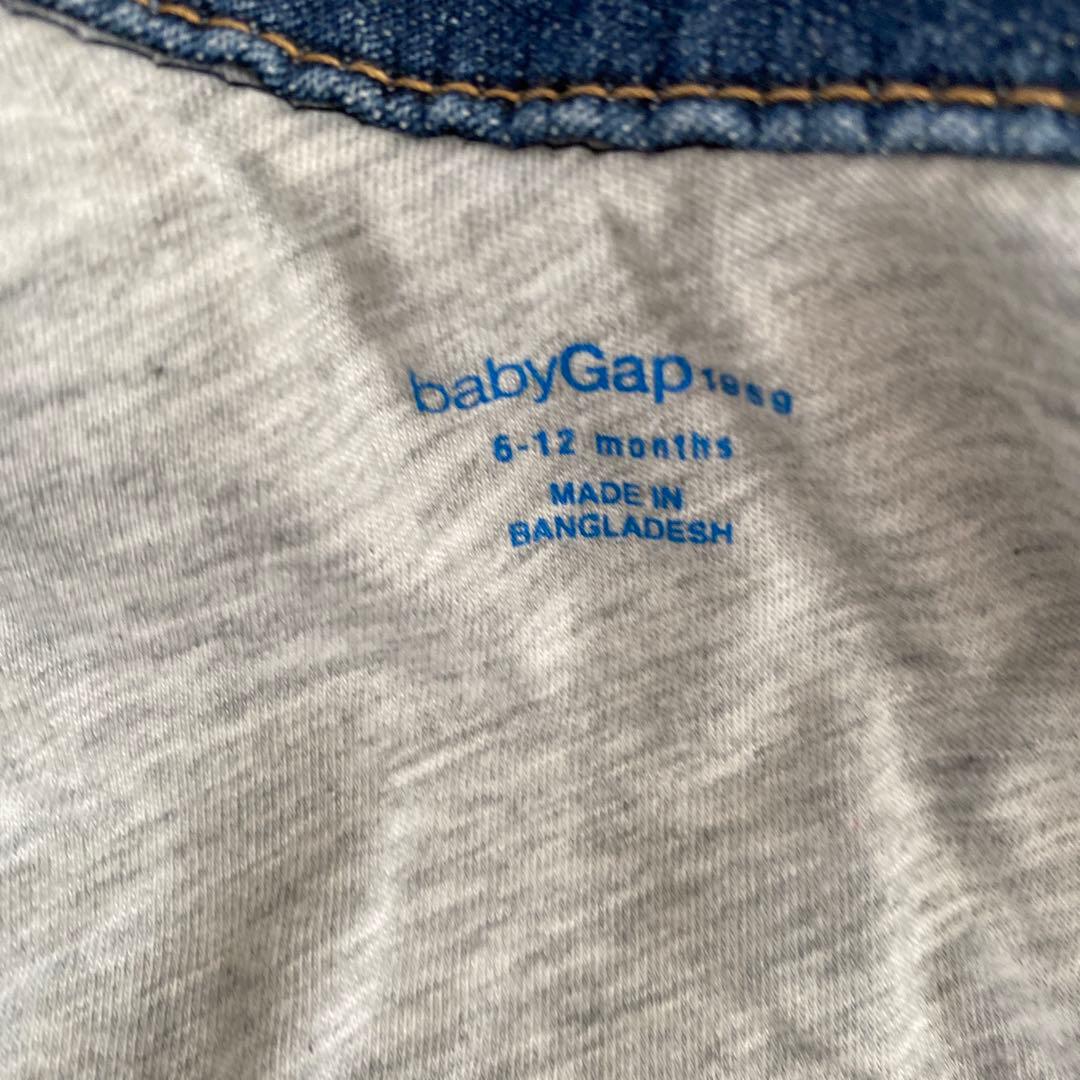 babyGap 1969
6-12 months
MADE IN
BANGLADESH